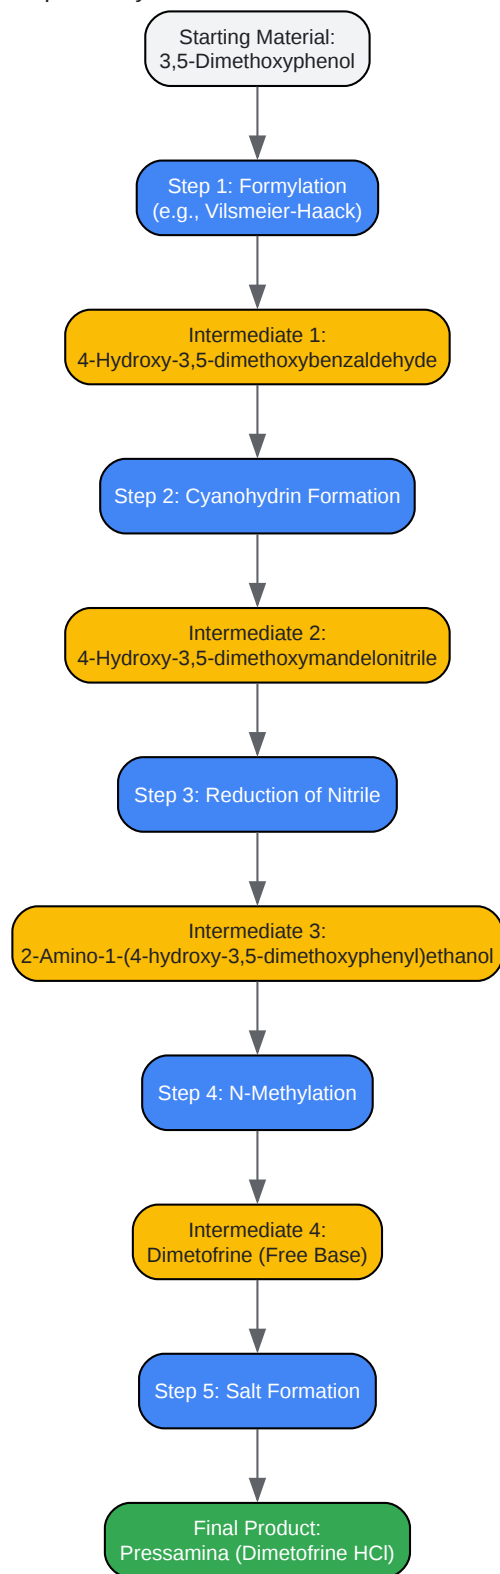 Starting Material:
3,5-Dimethoxyphenol
Step 1: Formylation
(e.g., Vilsmeier-Haack)
Intermediate 1:
4-Hydroxy-3,5-dimethoxybenzaldehyde
Step 2: Cyanohydrin Formation
Intermediate 2:
4-Hydroxy-3,5-dimethoxymandelonitrile
Step 3: Reduction of Nitrile
Intermediate 3:
2-Amino-1-(4-hydroxy-3,5-dimethoxyphenyl)ethanol
Step 4: N-Methylation
Intermediate 4:
Dimetofrine (Free Base)
Step 5: Salt Formation
Final Product:
Pressamina (Dimetofrine HCl)